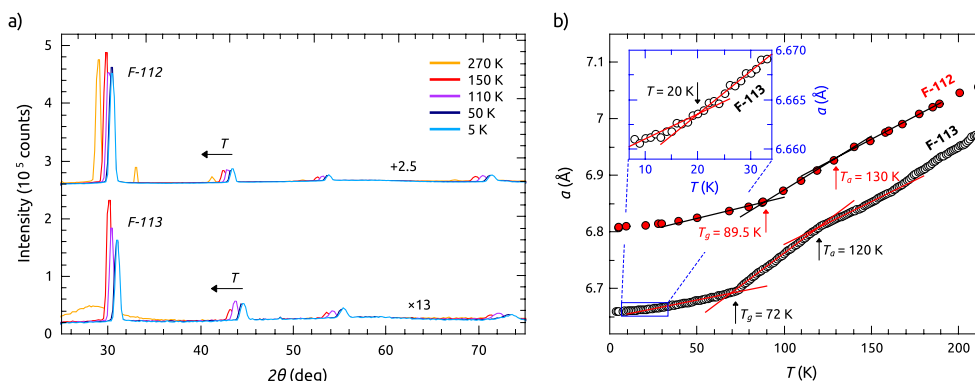 a)
Intensity (10⁵ counts)
5
4
3
2
1
0
F-112
270 K
150 K
110 K
50 K
5 K
T
+2.5
F-113
T
×13
30
40
50
60
70
2θ (deg)
b)
a (Å)
7.1
7
6.9
6.8
6.7
6.6
F-112
F-113
T = 20 K
F-113
6.670
6.665
6.660
a (Å)
10
20
30
T (K)
Tₐ = 130 K
T_g = 89.5 K
Tₐ = 120 K
T_g = 72 K
0
50
100
150
200
T (K)